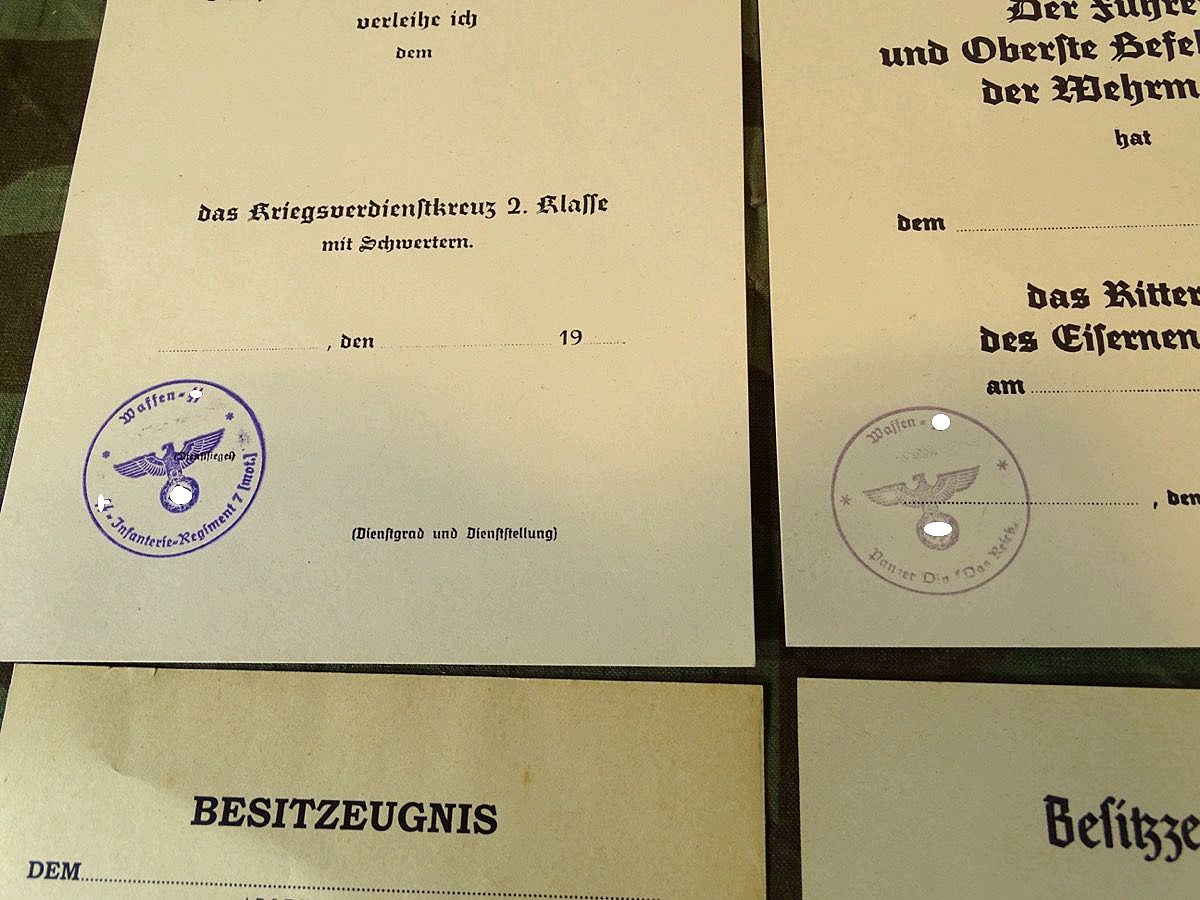 verleihe ich
dem
das Kriegsverdienstkreuz 2. Klasse
mit Schwertern.
, den 19
Waffen-
(Dienstsiegel)
-Infanterie-Regiment 7 [mot.]
(Dienstgrad und Dienststellung)
Der Führe
und Oberste Befe
der Wehrm
hat
dem
das Ritter
des Eisernen
am
, den
Waffen-
Panzer Div. "Das Reich"
BESITZEUGNIS
DEM
Besitzze